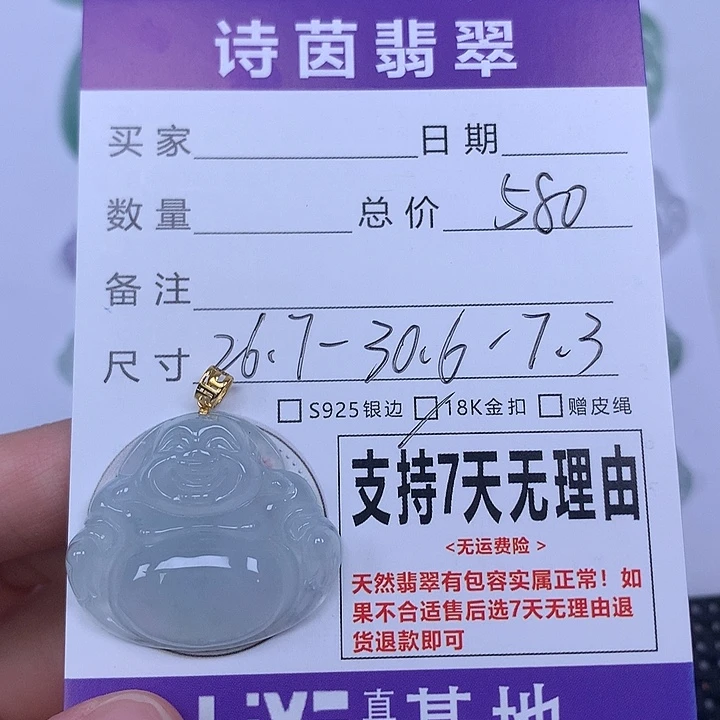 诗茵翡翠
买家 日期
数量 总价 580
备注
尺寸 26.7-30.6-7.3
□S925银边 ☑18K金扣 □赠皮绳
支持7天无理由
<无运费险 >
天然翡翠有包容实属正常！如
果不合适售后选7天无理由退
货退款即可
LiVE 直 基地